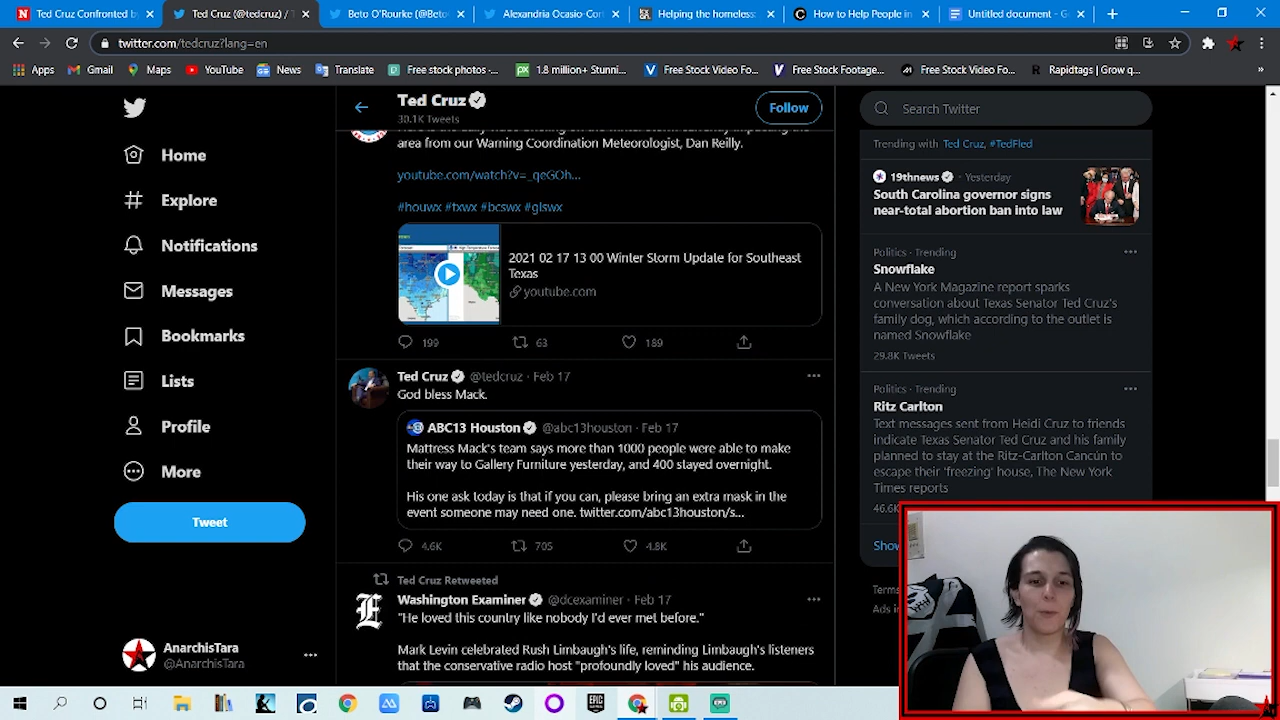 Ted Cruz Confronted b
Ted Cruz (@tedcruz) / T
Beto O'Rourke (@Beto
Alexandria Ocasio-Cort
Helping the homeless:
How to Help People in
Untitled document - G
twitter.com/tedcruz?lang=en
Apps
Gmail
Maps
YouTube
News
Translate
Free stock photos -...
1.8 million+ Stunni...
Free Stock Video Fo...
Free Stock Footage...
Free Stock Video Fo...
Rapidtags | Grow q...
Home
Explore
Notifications
Messages
Bookmarks
Lists
Profile
More
Tweet
AnarchisTara
@AnarchisTara
Ted Cruz
30.1K Tweets
Follow
area from our Warning Coordination Meteorologist, Dan Reilly.
youtube.com/watch?v=_qeGOh...
#houwx #txwx #bcswx #glswx
2021 02 17 13 00 Winter Storm Update for Southeast
Texas
youtube.com
199
63
189
Ted Cruz @tedcruz · Feb 17
God bless Mack.
ABC13 Houston @abc13houston · Feb 17
Mattress Mack's team says more than 1000 people were able to make
their way to Gallery Furniture yesterday, and 400 stayed overnight.
His one ask today is that if you can, please bring an extra mask in the
event someone may need one. twitter.com/abc13houston/s...
4.6K
705
4.8K
Ted Cruz Retweeted
Washington Examiner @dcexaminer · Feb 17
"He loved this country like nobody I'd ever met before."
Mark Levin celebrated Rush Limbaugh's life, reminding Limbaugh's listeners
that the conservative radio host "profoundly loved" his audience.
Search Twitter
Trending with Ted Cruz, #TedFled
19thnews · Yesterday
South Carolina governor signs
near-total abortion ban into law
Politics · Trending
Snowflake
A New York Magazine report sparks
conversation about Texas Senator Ted Cruz's
family dog, which according to the outlet is
named Snowflake
29.8K Tweets
Politics · Trending
Ritz Carlton
Text messages sent from Heidi Cruz to friends
indicate Texas Senator Ted Cruz and his family
planned to stay at the Ritz-Carlton Cancún to
escape their 'freezing' house, The New York
Times reports
46.6K
Show
Terms
Ads in